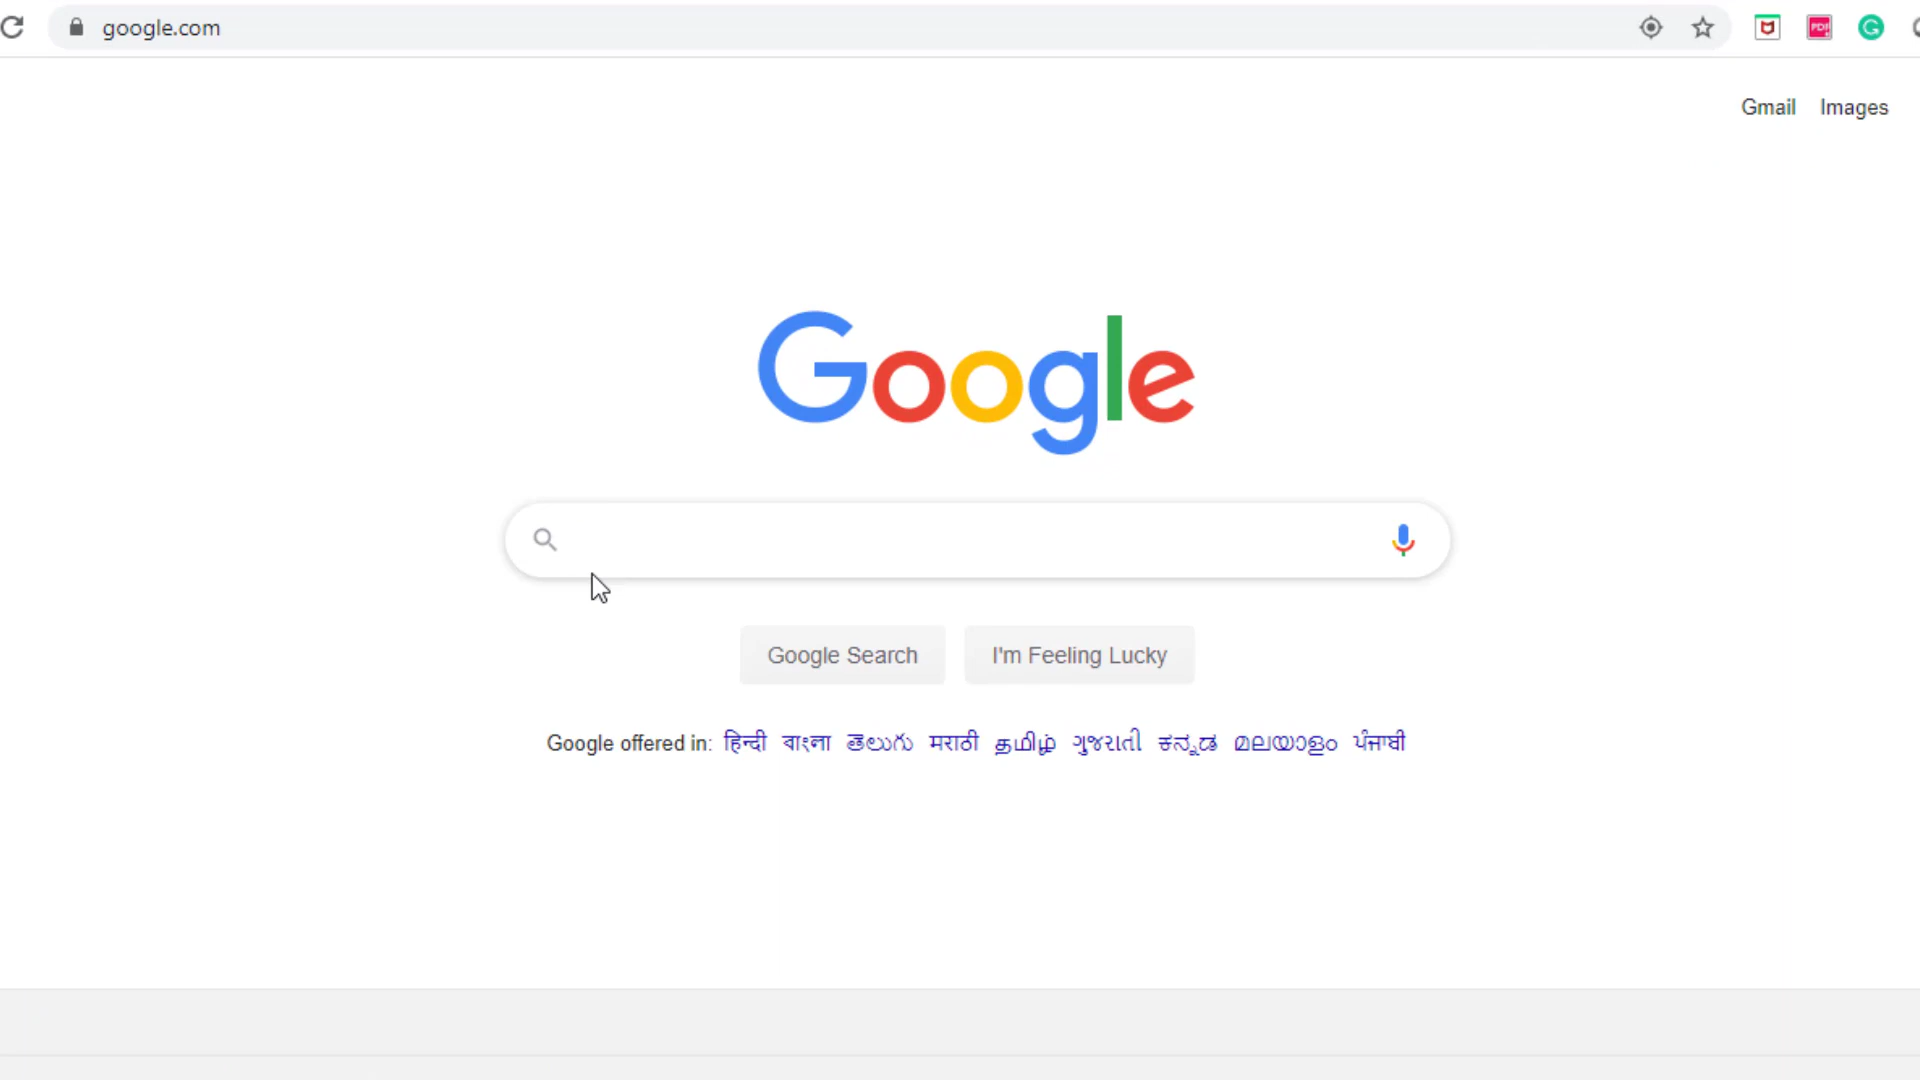 google.com
Gmail Images
Google
Google Search I'm Feeling Lucky
Google offered in: हिन्दी বাংলা తెలుగు मराठी தமிழ் ગુજરાતી ಕನ್ನಡ മലയാളം ਪੰਜਾਬੀ